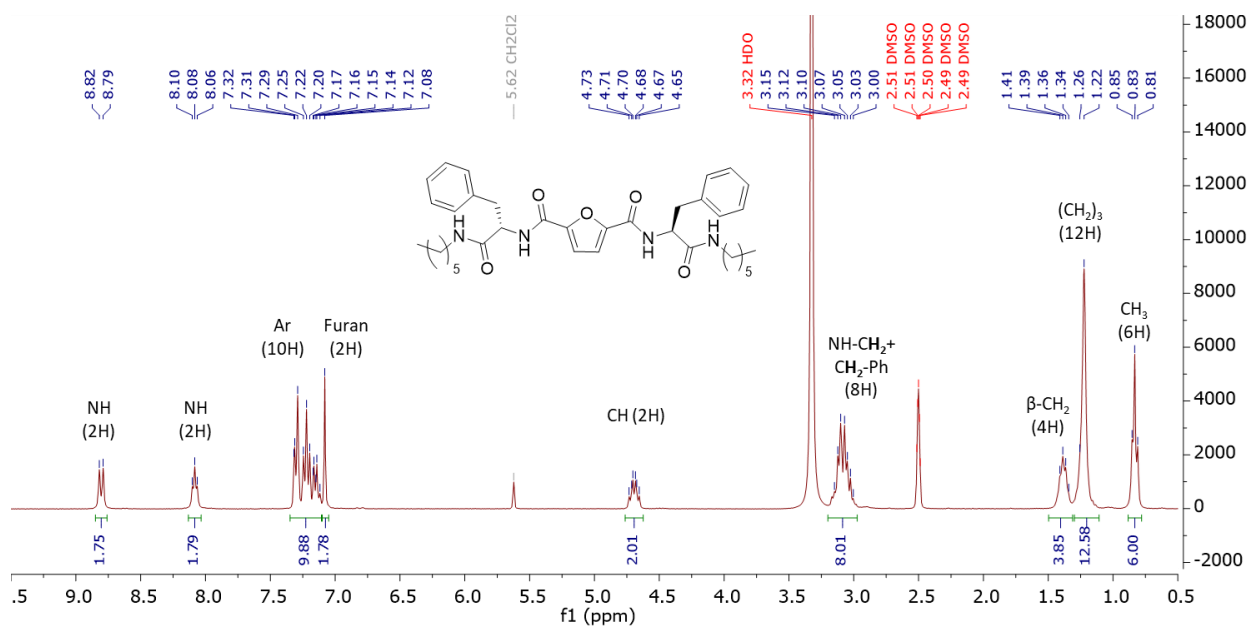 8.82
8.79
8.10
8.08
8.06
7.32
7.31
7.29
7.25
7.22
7.20
7.17
7.16
7.15
7.14
7.12
7.08
5.62 CH2Cl2
4.73
4.71
4.70
4.68
4.67
4.65
3.32 HDO
3.15
3.12
3.10
3.07
3.05
3.03
3.00
2.51 DMSO
2.51 DMSO
2.50 DMSO
2.49 DMSO
2.49 DMSO
1.41
1.39
1.36
1.34
1.26
1.22
0.85
0.83
0.81
18000
16000
14000
12000
10000
8000
6000
4000
2000
0
-2000
O
O
O
N
H
N
H
N
H
N
H
O
O
5
5
NH
(2H)
NH
(2H)
Ar
(10H)
Furan
(2H)
CH (2H)
NH-CH₂+
CH₂-Ph
(8H)
β-CH₂
(4H)
(CH₂)₃
(12H)
CH₃
(6H)
1.75
1.79
9.88
1.78
2.01
8.01
3.85
12.58
6.00
.5 9.0 8.5 8.0 7.5 7.0 6.5 6.0 5.5 5.0 4.5 4.0 3.5 3.0 2.5 2.0 1.5 1.0 0.5
f1 (ppm)